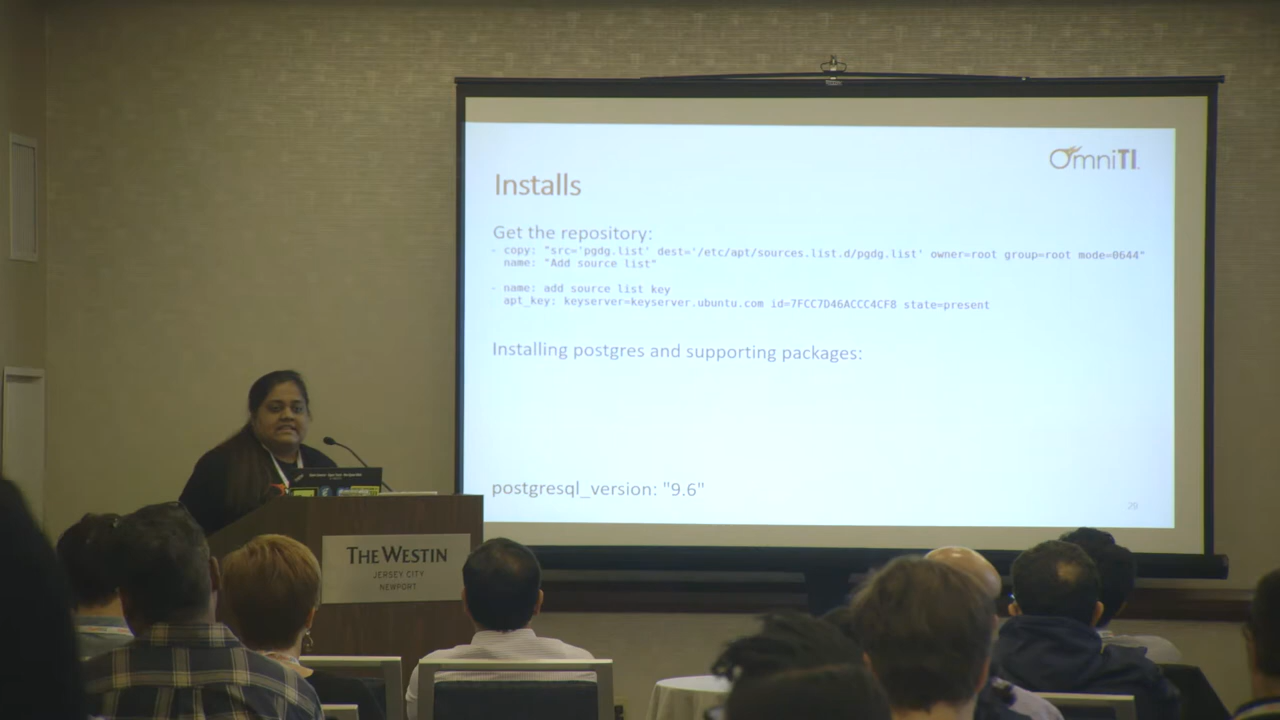 OmniTI
Installs
Get the repository:
- copy: "src='pgdg.list' dest='/etc/apt/sources.list.d/pgdg.list' owner=root group=root mode=0644"
name: "Add source list"
- name: add source list key
apt_key: keyserver=keyserver.ubuntu.com id=7FCC7D46ACCC4CF8 state=present
Installing postgres and supporting packages:
postgresql_version: "9.6"
29
THE WESTIN
JERSEY CITY
NEWPORT